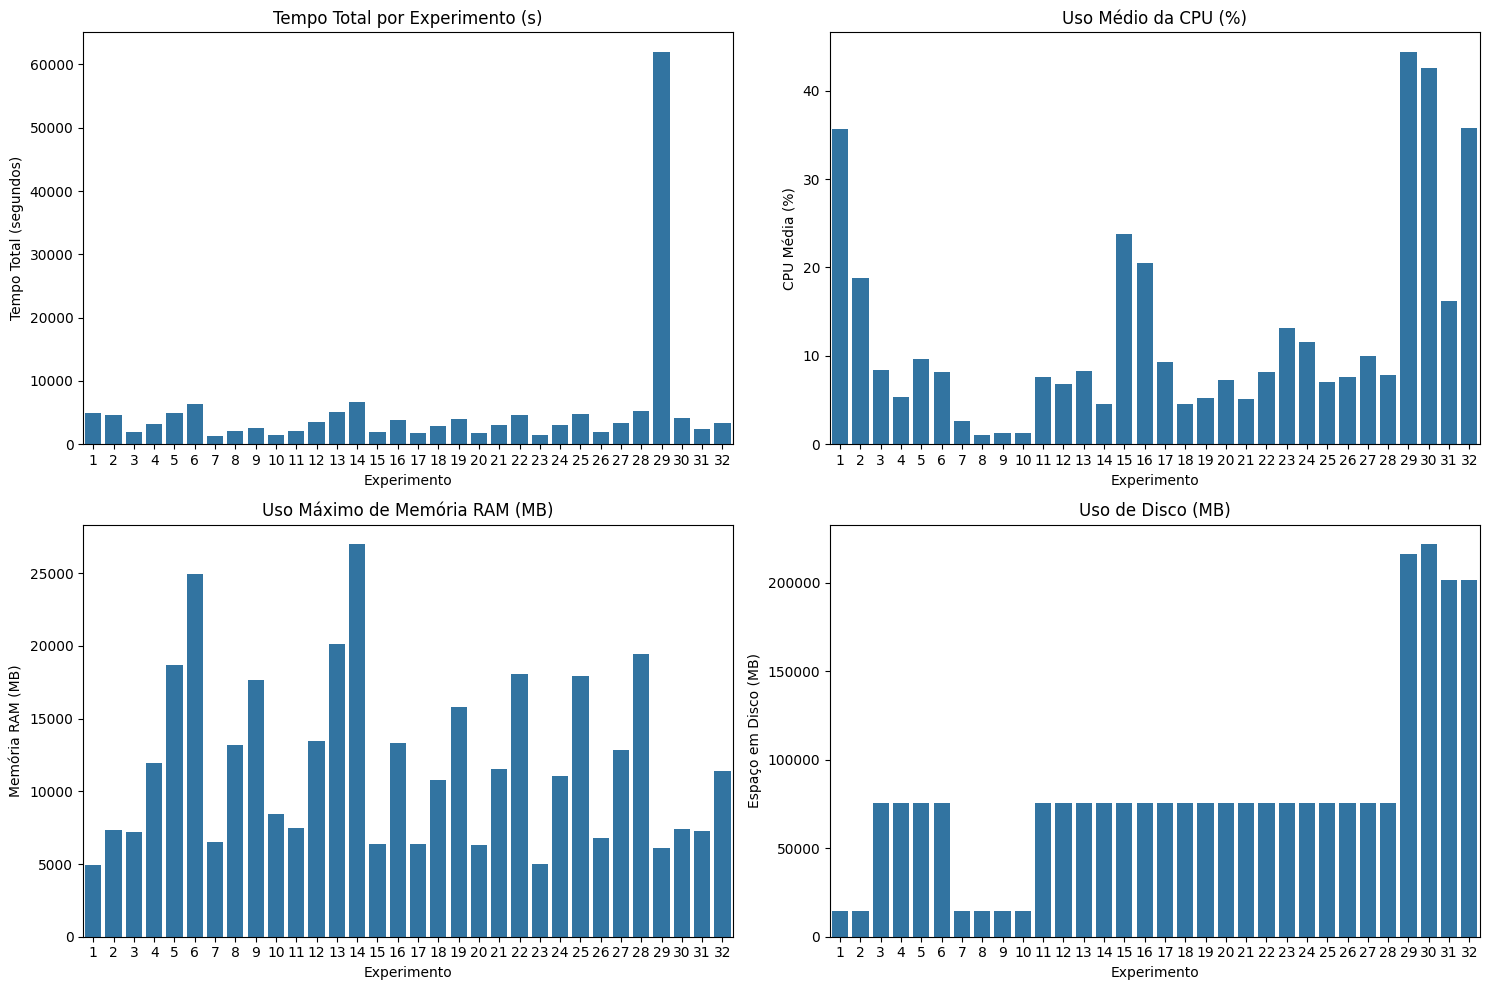 Tempo Total por Experimento (s)
Tempo Total (segundos)
60000
50000
40000
30000
20000
10000
0
1 2 3 4 5 6 7 8 9 10 11 12 13 14 15 16 17 18 19 20 21 22 23 24 25 26 27 28 29 30 31 32
Experimento
Uso Médio da CPU (%)
CPU Média (%)
40
30
20
10
0
1 2 3 4 5 6 7 8 9 10 11 12 13 14 15 16 17 18 19 20 21 22 23 24 25 26 27 28 29 30 31 32
Experimento
Uso Máximo de Memória RAM (MB)
Memória RAM (MB)
25000
20000
15000
10000
5000
0
1 2 3 4 5 6 7 8 9 10 11 12 13 14 15 16 17 18 19 20 21 22 23 24 25 26 27 28 29 30 31 32
Experimento
Uso de Disco (MB)
Espaço em Disco (MB)
200000
150000
100000
50000
0
1 2 3 4 5 6 7 8 9 10 11 12 13 14 15 16 17 18 19 20 21 22 23 24 25 26 27 28 29 30 31 32
Experimento